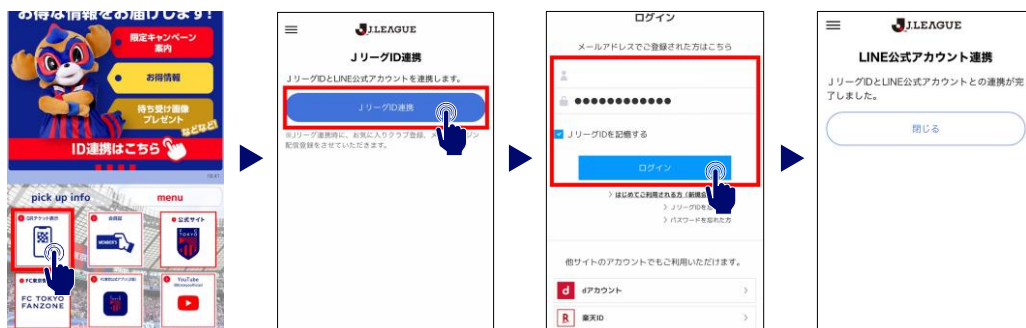 お得な情報をお届けします!
限定キャンペーン
案内
お得情報
待ち受け画像
プレゼント
などなど!
ID連携はこちら
pick up info
menu
QRチケット表示
会員証
公式サイト
MEMBER'S
TOKYO
FC東京
YouTube
FC TOKYO
FANZONE
J.LEAGUE
JリーグID連携
JリーグIDとLINE公式アカウントを連携します。
JリーグID連携
※Jリーグ連携時に、お気に入りクラブ登録、メ
配信登録をさせていただきます。
ログイン
メールアドレスでご登録された方はこちら
JリーグIDを記憶する
ログイン
はじめてご利用される方(新規会
JリーグIDを忘
パスワードを忘れた方
他サイトのアカウントでもご利用いただけます。
d dアカウント
R 楽天ID
J.LEAGUE
LINE公式アカウント連携
JリーグIDとLINE公式アカウントとの連携が完
了しました。
閉じる